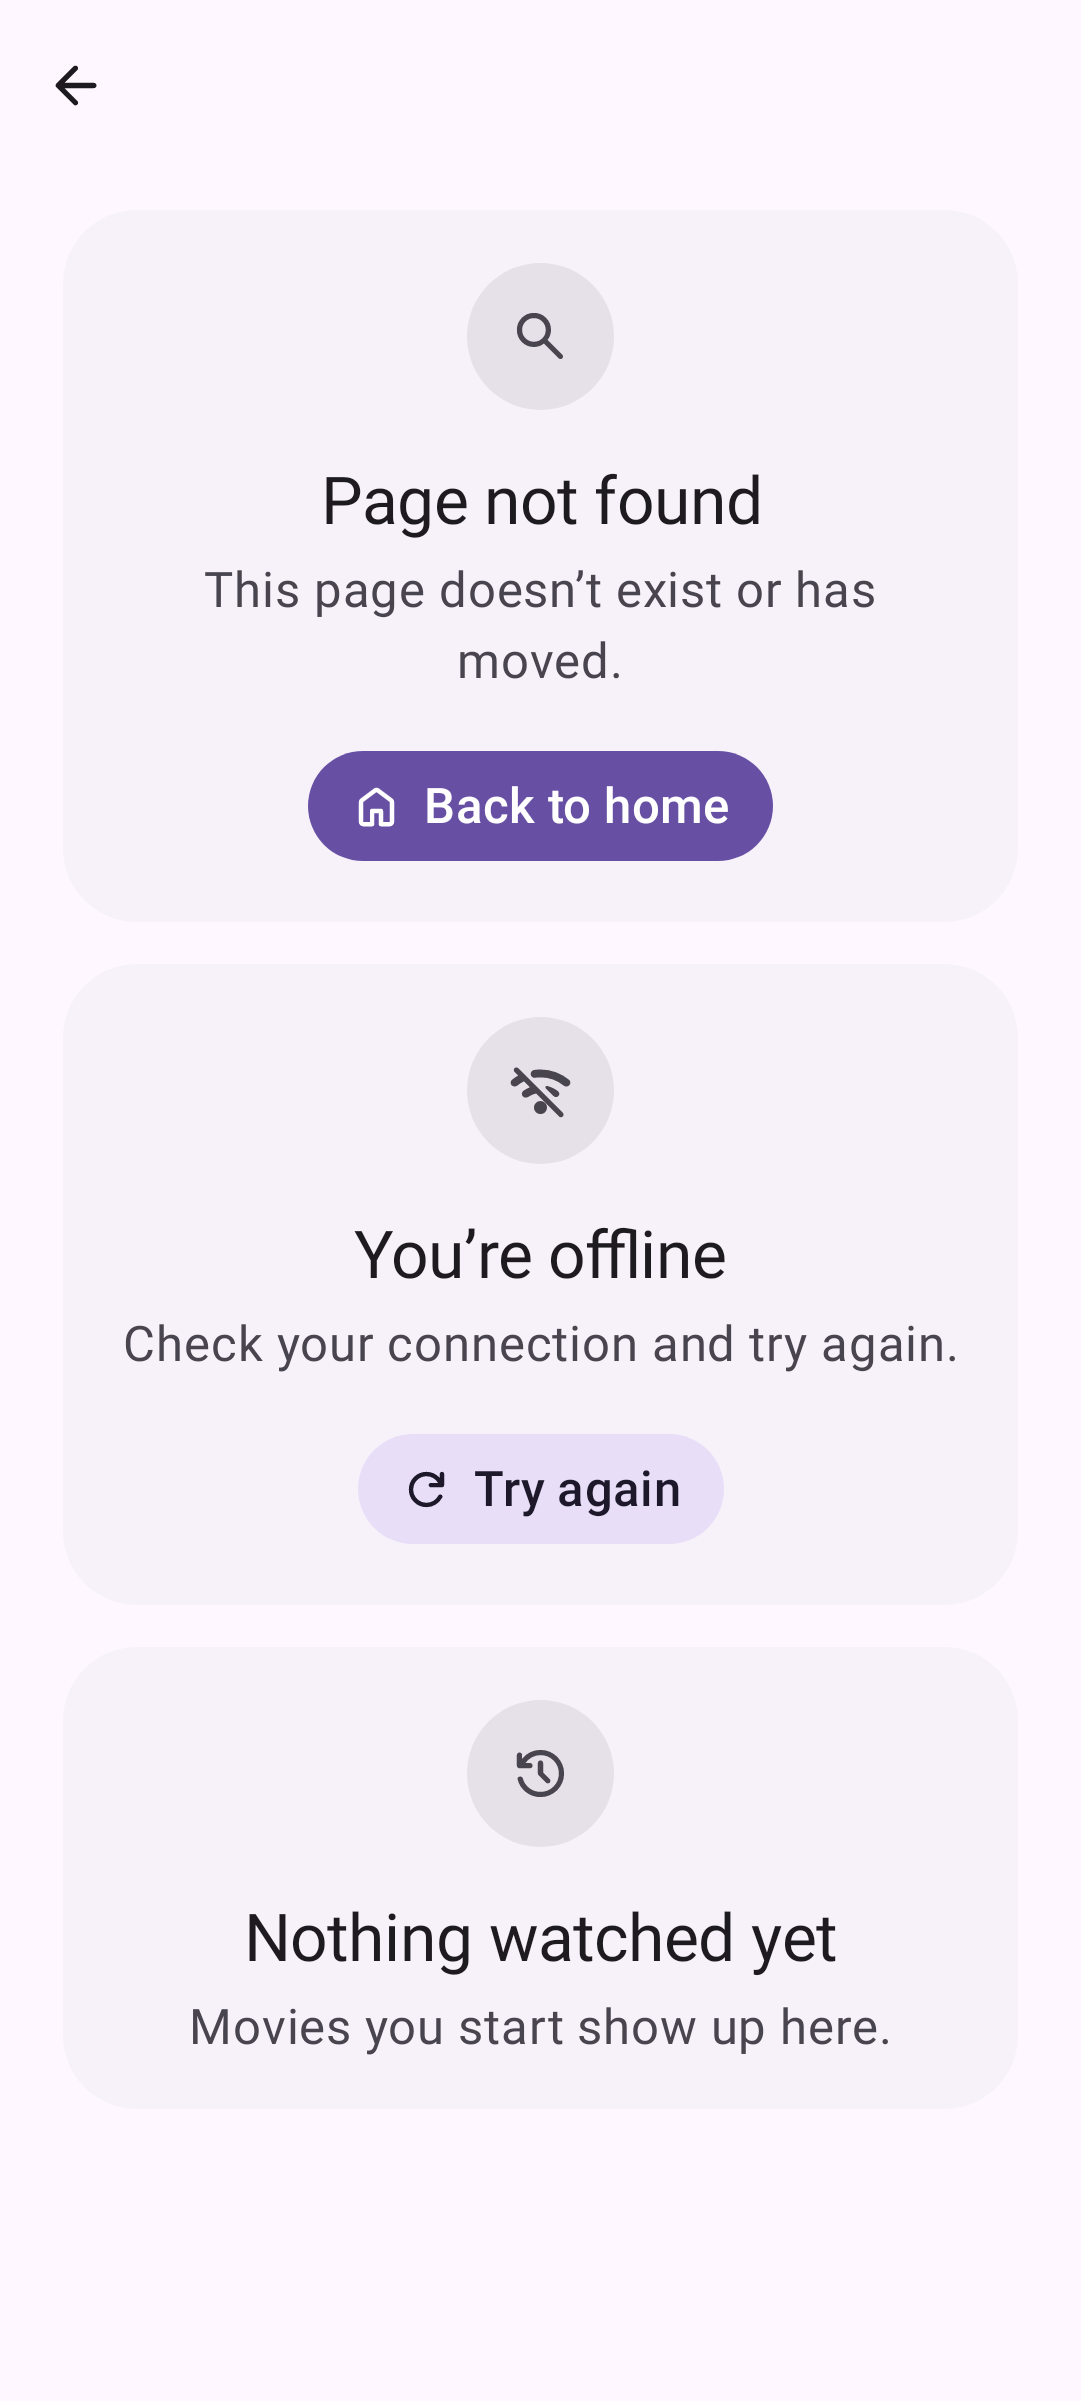 Page not found
This page doesn’t exist or has
moved.
Back to home
You’re offline
Check your connection and try again.
Try again
Nothing watched yet
Movies you start show up here.